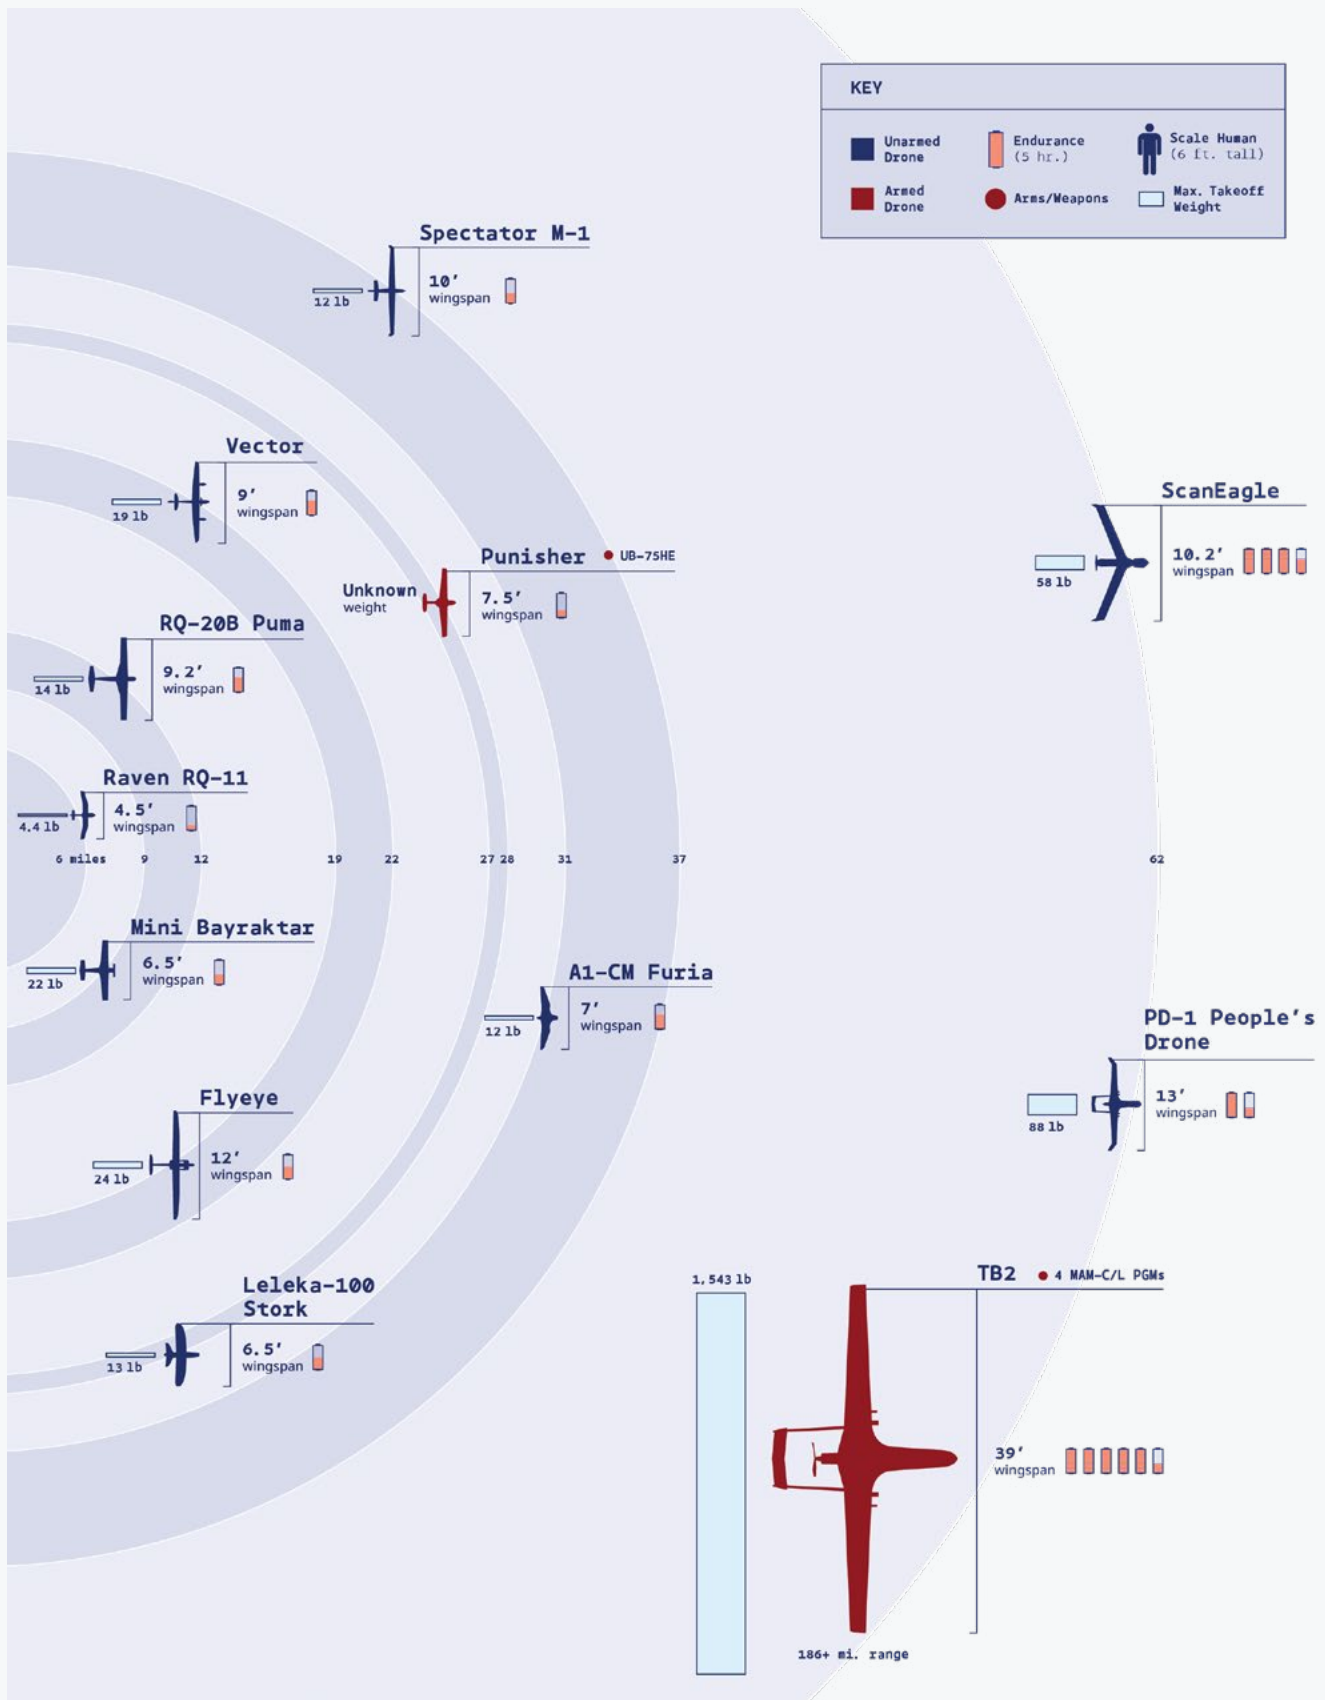 KEY
Unarmed
Drone
Endurance
(5 hr.)
Scale Human
(6 ft. tall)
Armed
Drone
Arms/Weapons
Max. Takeoff
Weight
Spectator M-1
10′
wingspan
12 lb
Vector
9′
wingspan
19 lb
ScanEagle
10.2′
wingspan
58 lb
Punisher
UB-75HE
Unknown
weight
7.5′
wingspan
RQ-20B Puma
9.2′
wingspan
14 lb
Raven RQ-11
4.5′
wingspan
4.4 lb
6 miles 9 12 19 22 27 28 31 37 62
Mini Bayraktar
6.5′
wingspan
22 lb
A1-CM Furia
7′
wingspan
12 lb
PD-1 People’s
Drone
13′
wingspan
88 lb
Flyeye
12′
wingspan
24 lb
Leleka-100
Stork
6.5′
wingspan
13 lb
TB2
4 MAM-C/L PGMs
1,543 lb
39′
wingspan
186+ mi. range